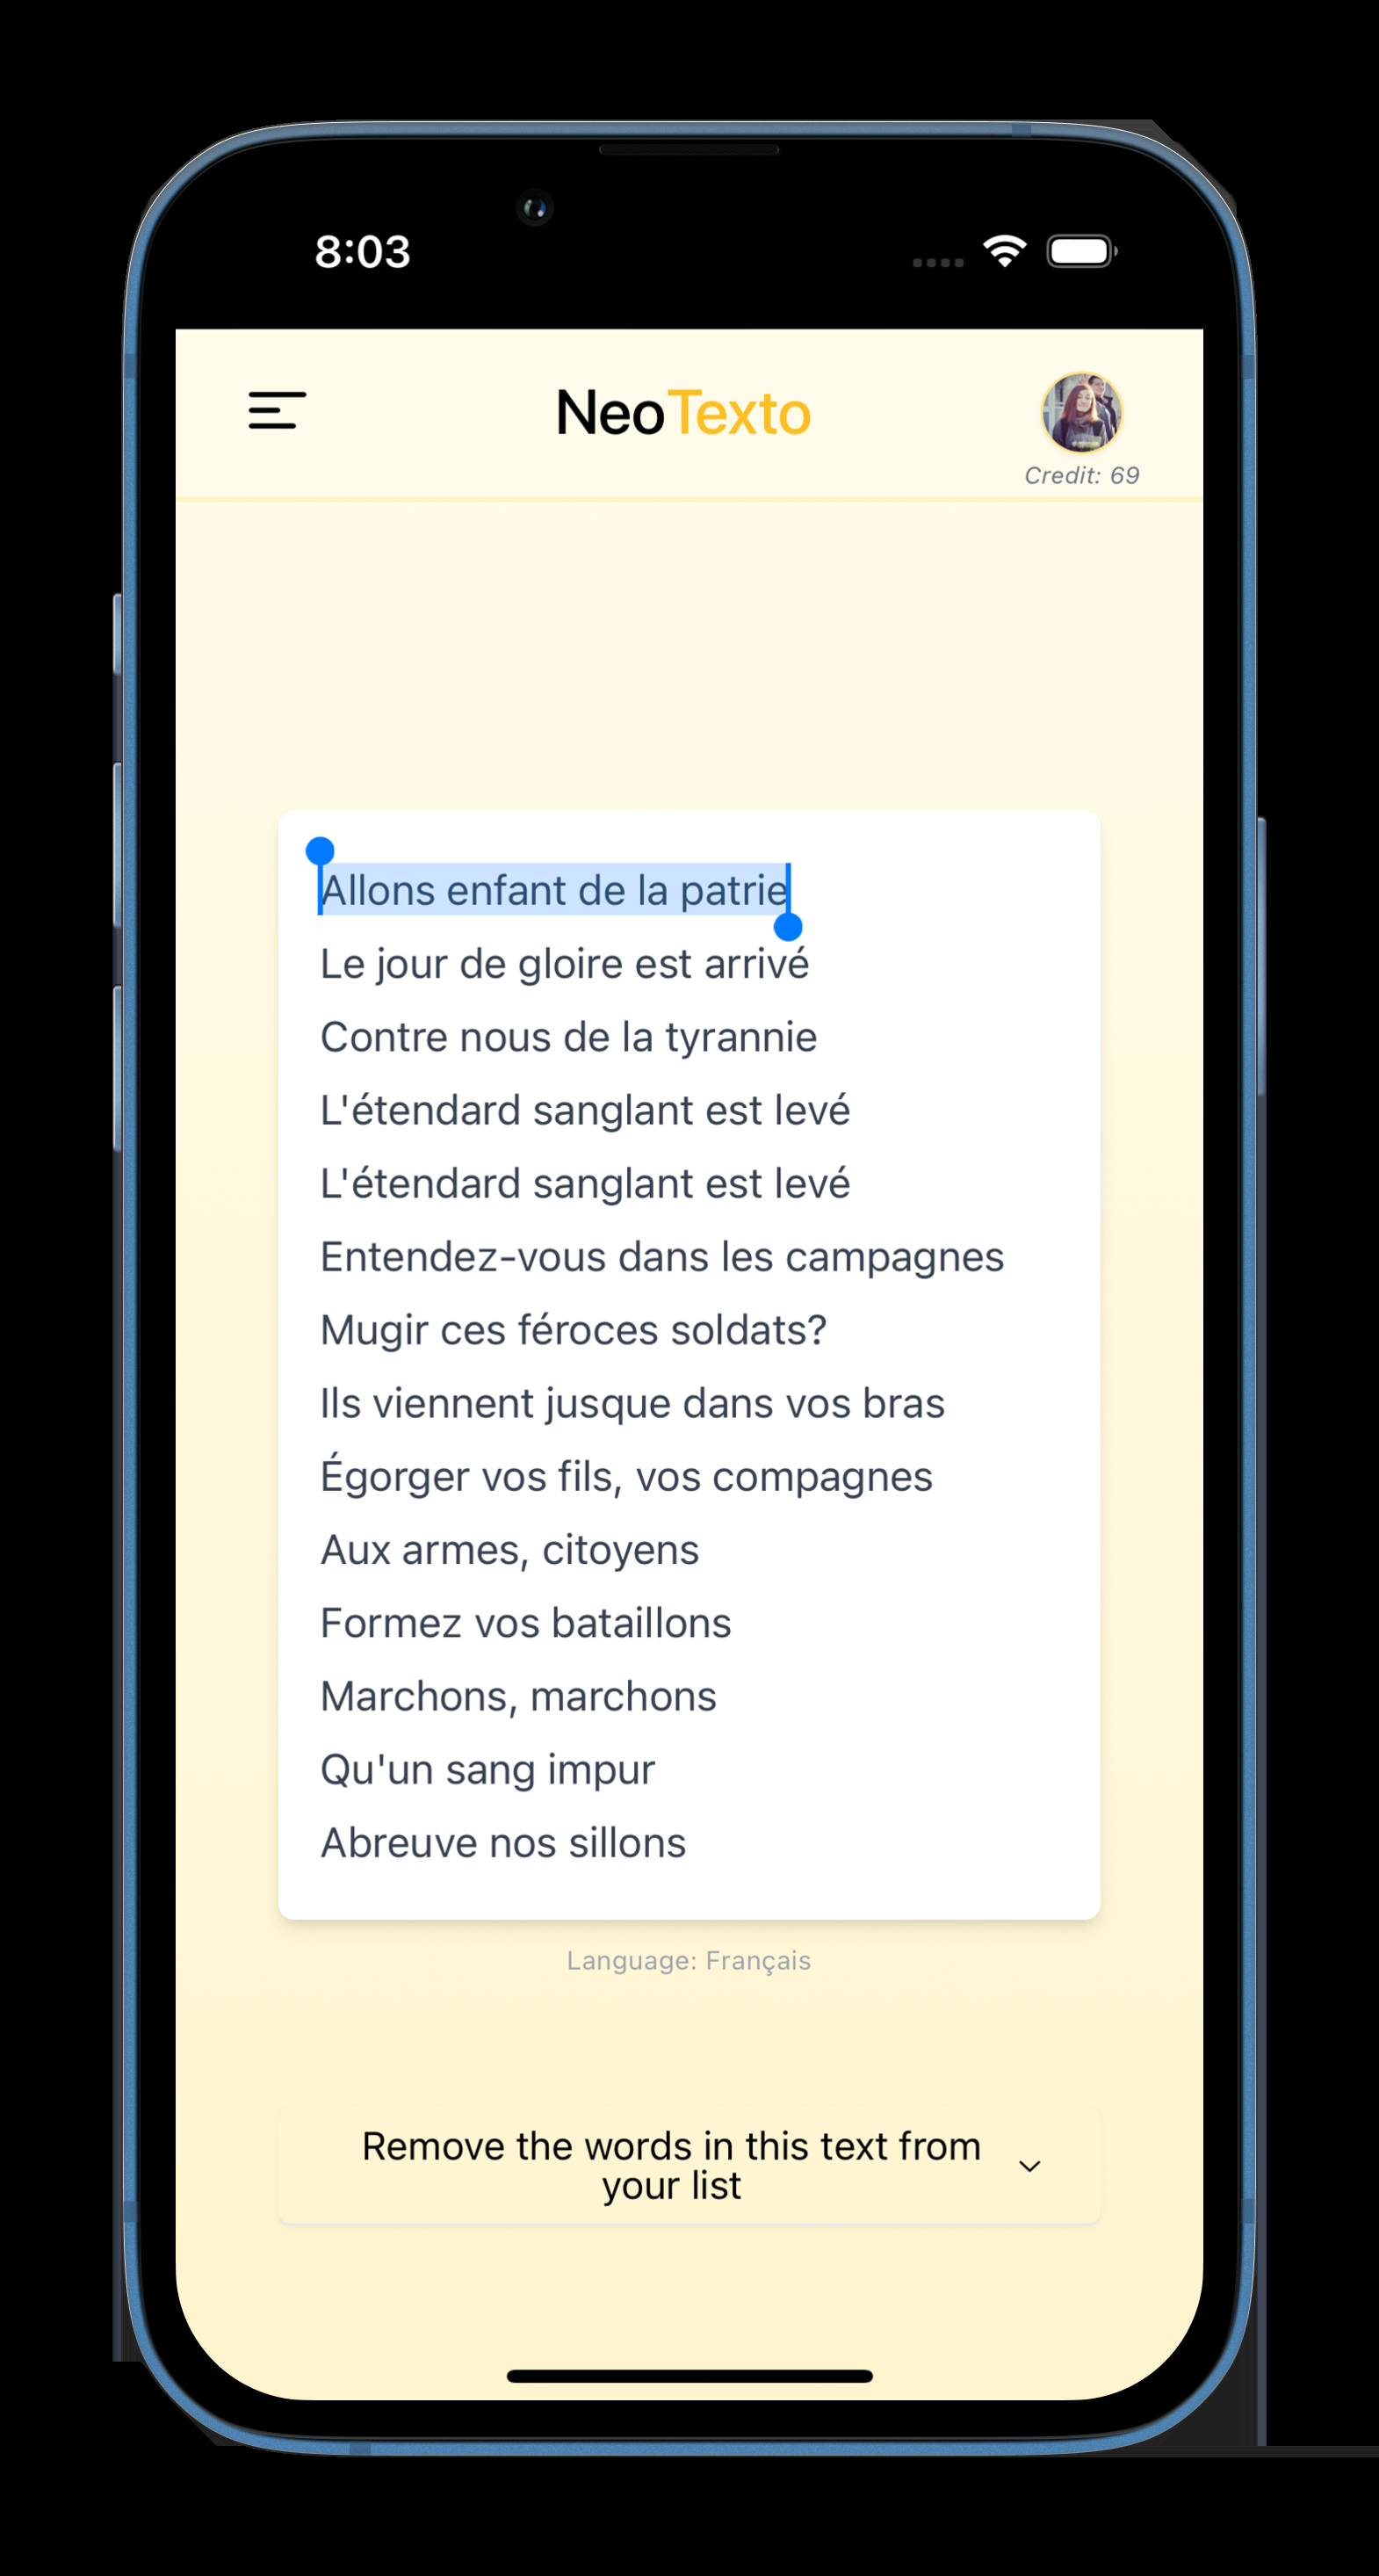 8:03
NeoTexto
Credit: 69
Allons enfant de la patrie
Le jour de gloire est arrivé
Contre nous de la tyrannie
L'étendard sanglant est levé
L'étendard sanglant est levé
Entendez-vous dans les campagnes
Mugir ces féroces soldats?
Ils viennent jusque dans vos bras
Égorger vos fils, vos compagnes
Aux armes, citoyens
Formez vos bataillons
Marchons, marchons
Qu'un sang impur
Abreuve nos sillons
Language: Français
Remove the words in this text from
your list